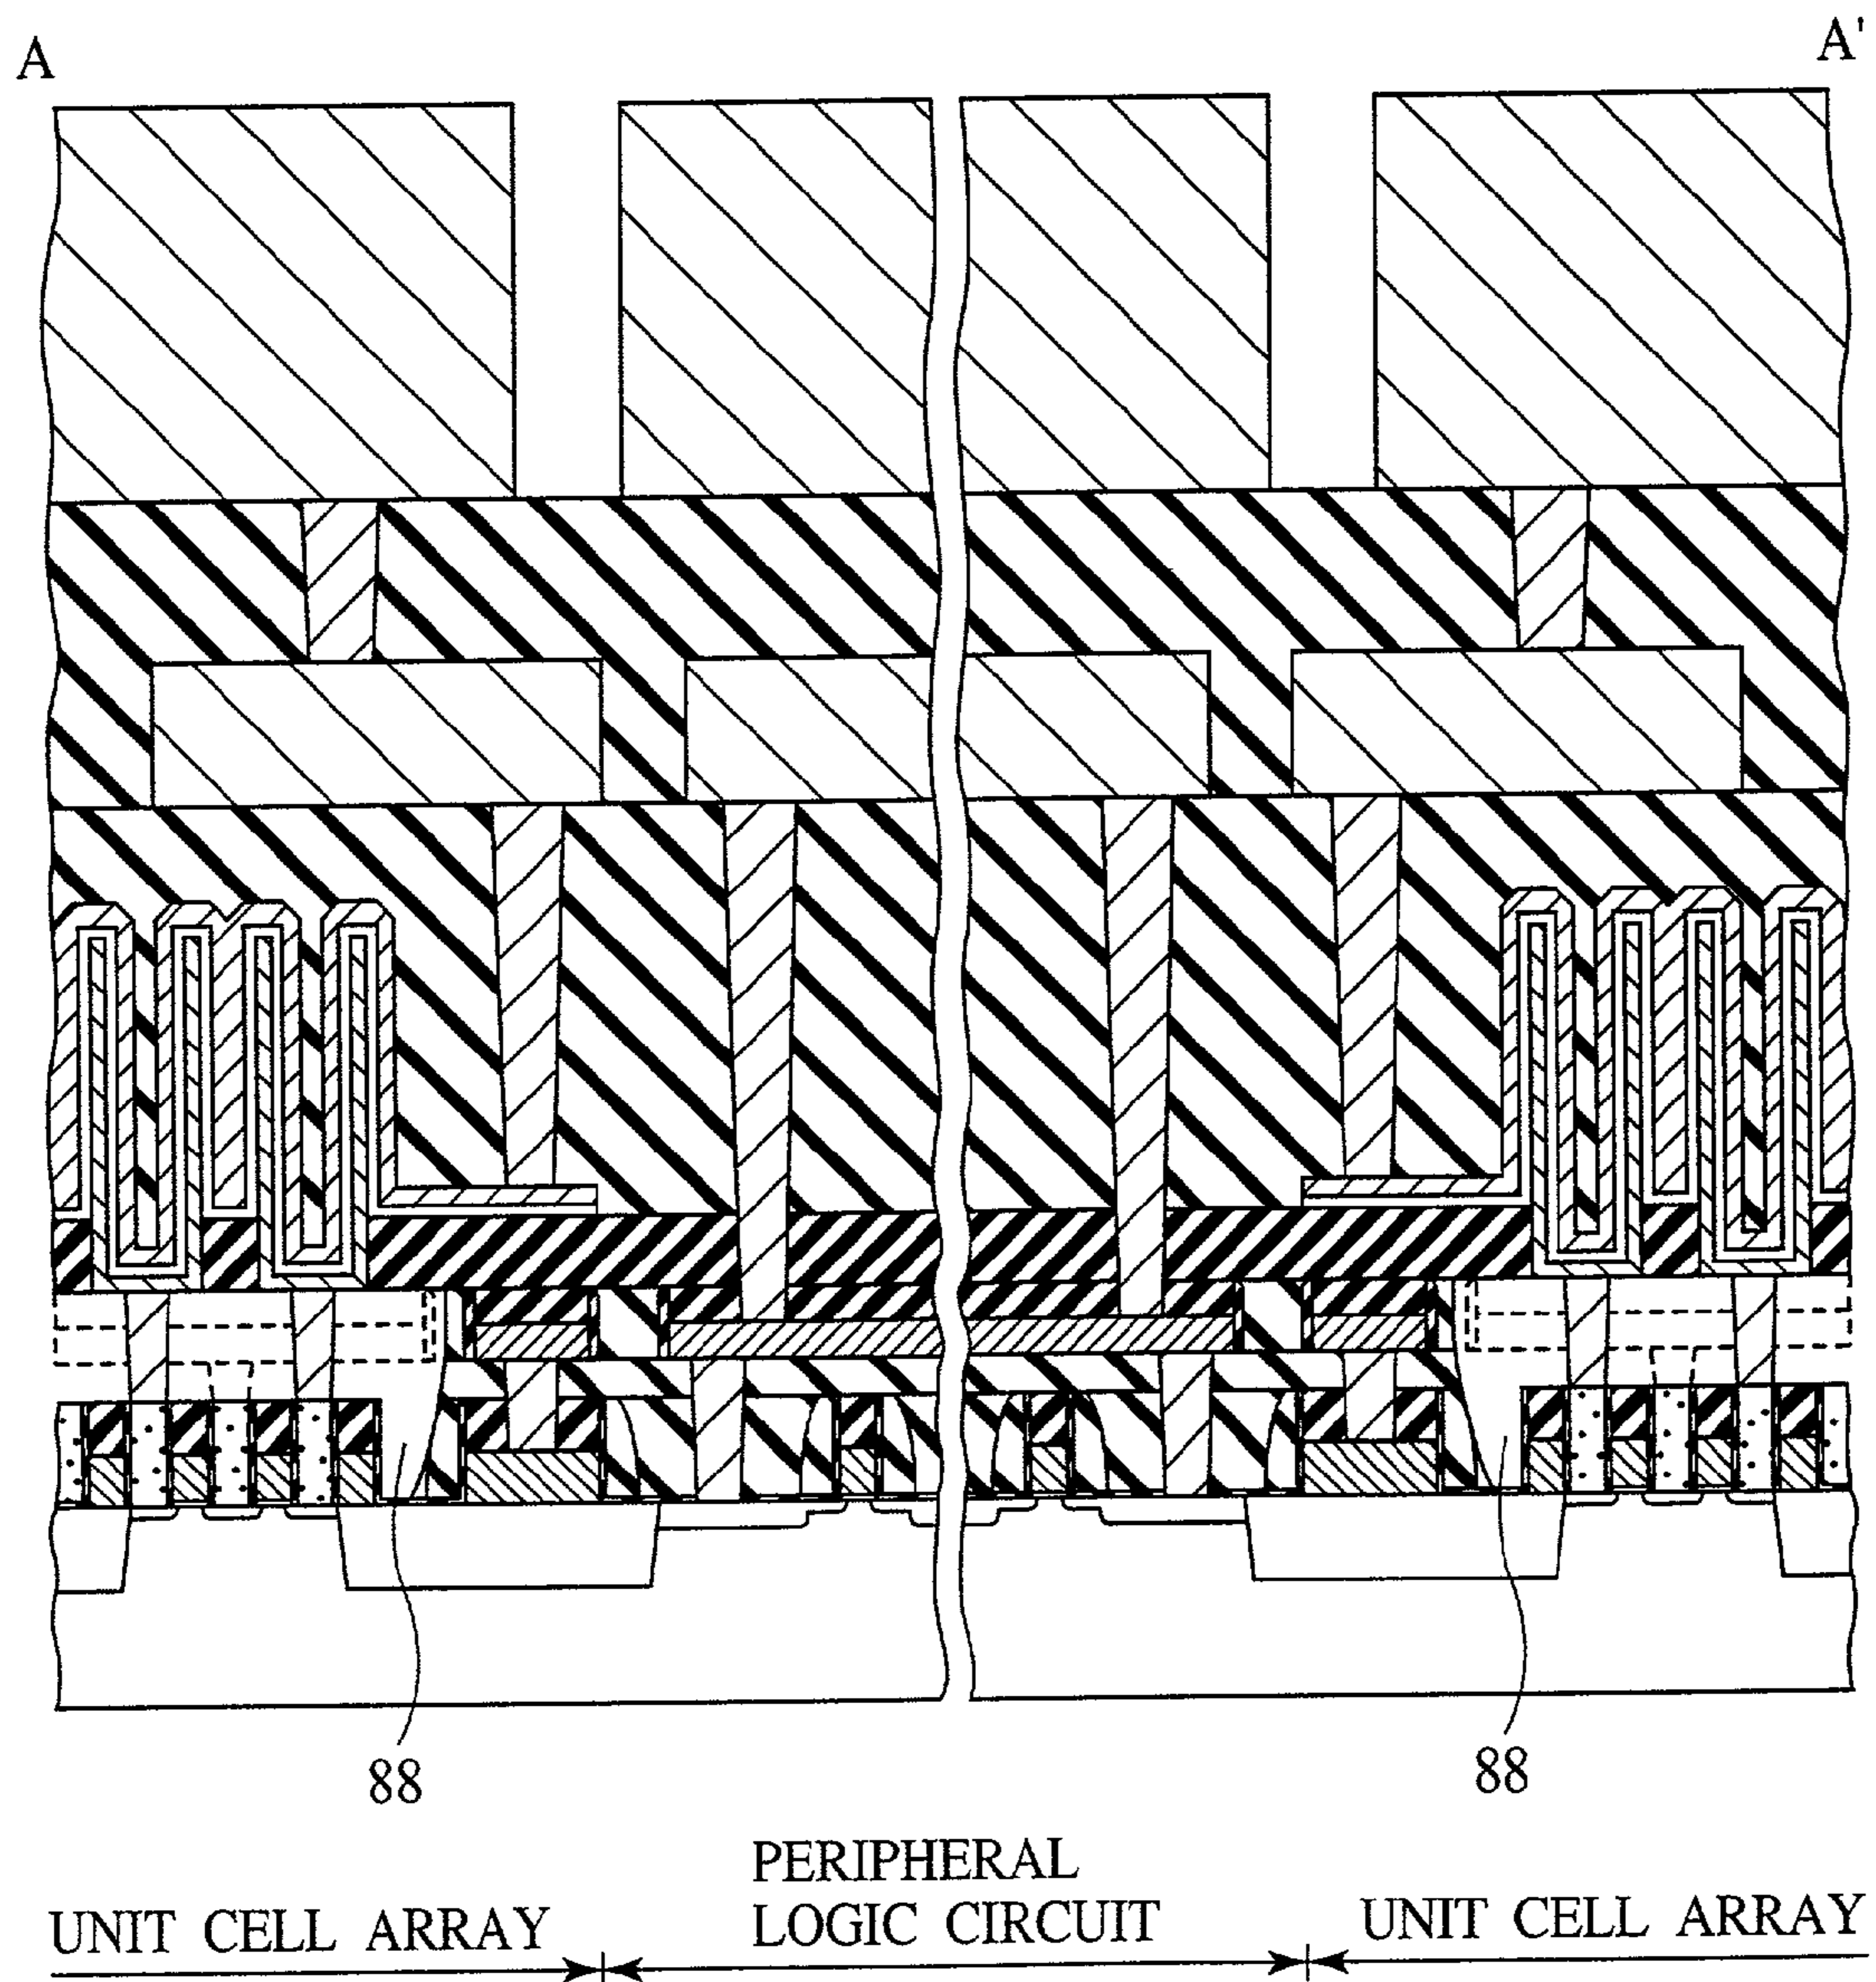 A A'
88 88
PERIPHERAL
LOGIC CIRCUIT
UNIT CELL ARRAY UNIT CELL ARRAY